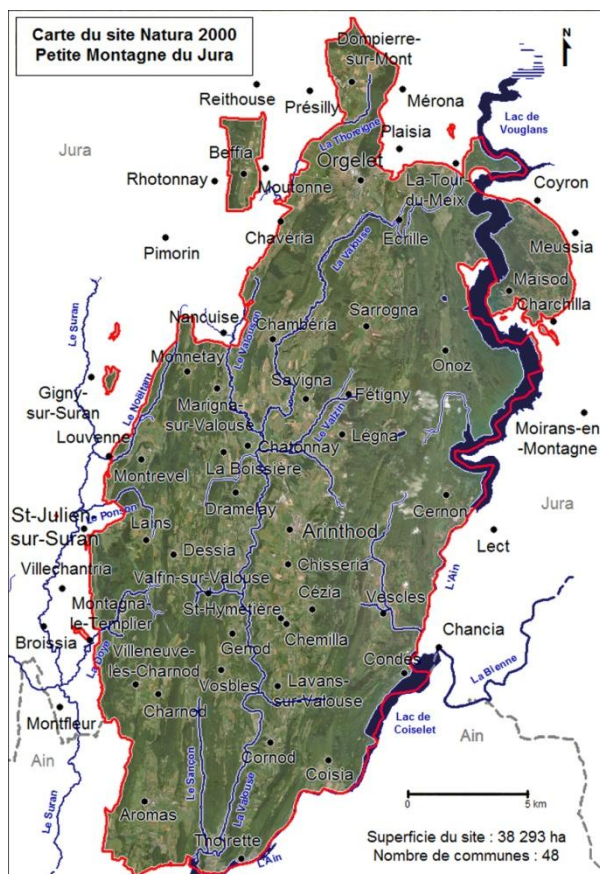 Carte du site Natura 2000
Petite Montagne du Jura
N
Dompierre-
sur-Mont
Reithouse
Présilly
Mérona
Lac de
Vouglans
La Thoreigne
Plaisia
Jura
Beffia
Orgelet
Rhotonnay
Moutonne
La-Tour-
du-Meix
Coyron
Chavéria
Ecrille
La Valouse
Meussia
Pimorin
Maisod
Charchilla
Le Suran
Nancuise
Le Valouson
Chambéria
Sarrogna
Monnetay
Onoz
Gigny-
sur-Suran
Le Noëltant
Marigna-
sur-Valouse
Savigna
Fétigny
Le Valzin
Moirans-en
-Montagne
Louvenne
Chatonnay
Légna
Montrevel
La Boissière
Jura
Dramelay
Cernon
St-Julien
-sur-Suran
Le Ponson
Lains
Arinthod
Lect
Dessia
Chisseria
Villechantria
Valfin-sur-Valouse
L'Ain
Montagna-
le-Templier
St-Hymetière
Cézia
Vescles
Broissia
Chemilla
Chancia
La Doye
Villeneuve-
les-Charnod
Genod
Condes
La Bienne
Vosbles
Lavans-
sur-Valouse
Montfleur
Charnod
Lac de
Coiselet
Ain
Ain
Cornod
Le Sançon
La Valouse
Coisia
Le Suran
Aromas
0
5 km
Thoirette
L'Ain
Superficie du site : 38 293 ha
Nombre de communes : 48